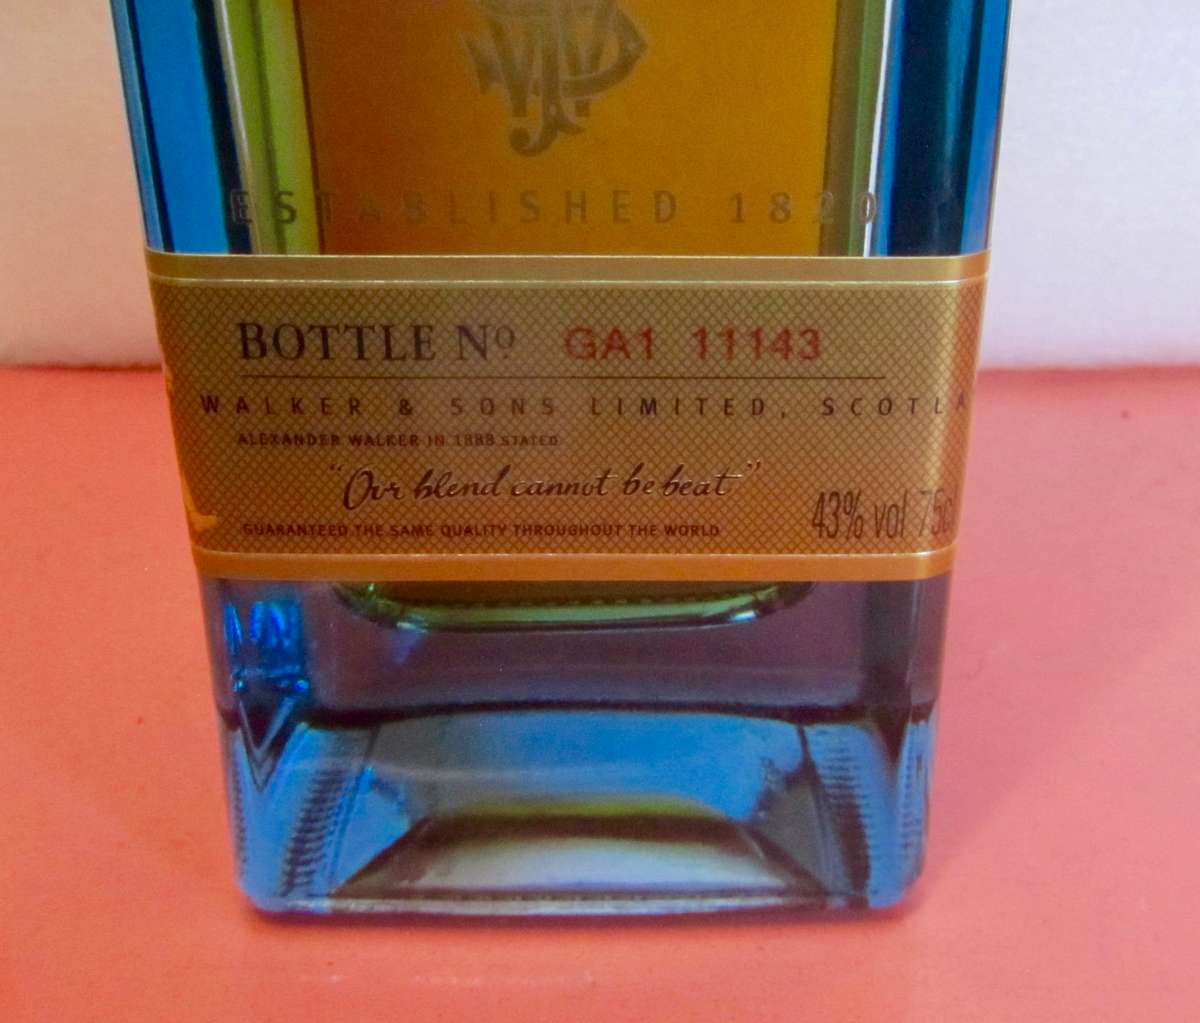 ESTABLISHED 1820
BOTTLE Nº GA1 11143
WALKER & SONS LIMITED, SCOTLA
ALEXANDER WALKER IN 1888 STATED
"Our blend cannot be beat"
GUARANTEED THE SAME QUALITY THROUGHOUT THE WORLD
43% vol 75cl